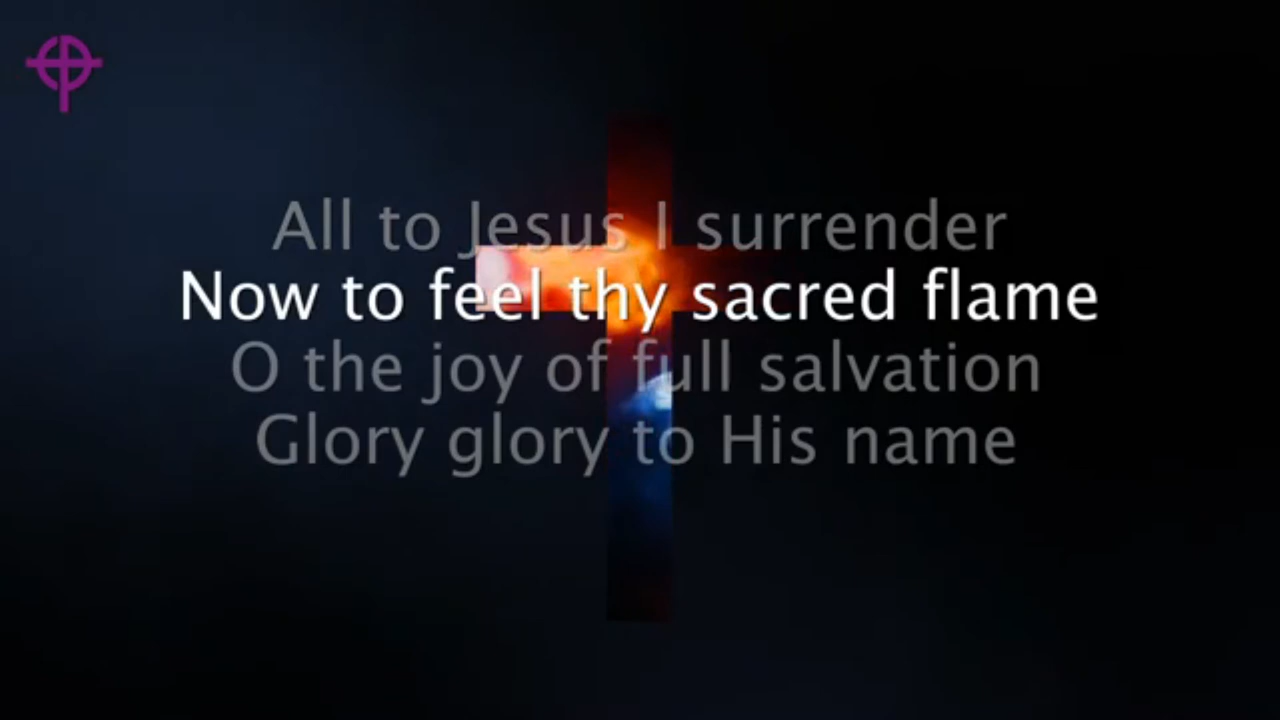 All to Jesus I surrender
Now to feel thy sacred flame
O the joy of full salvation
Glory glory to His name